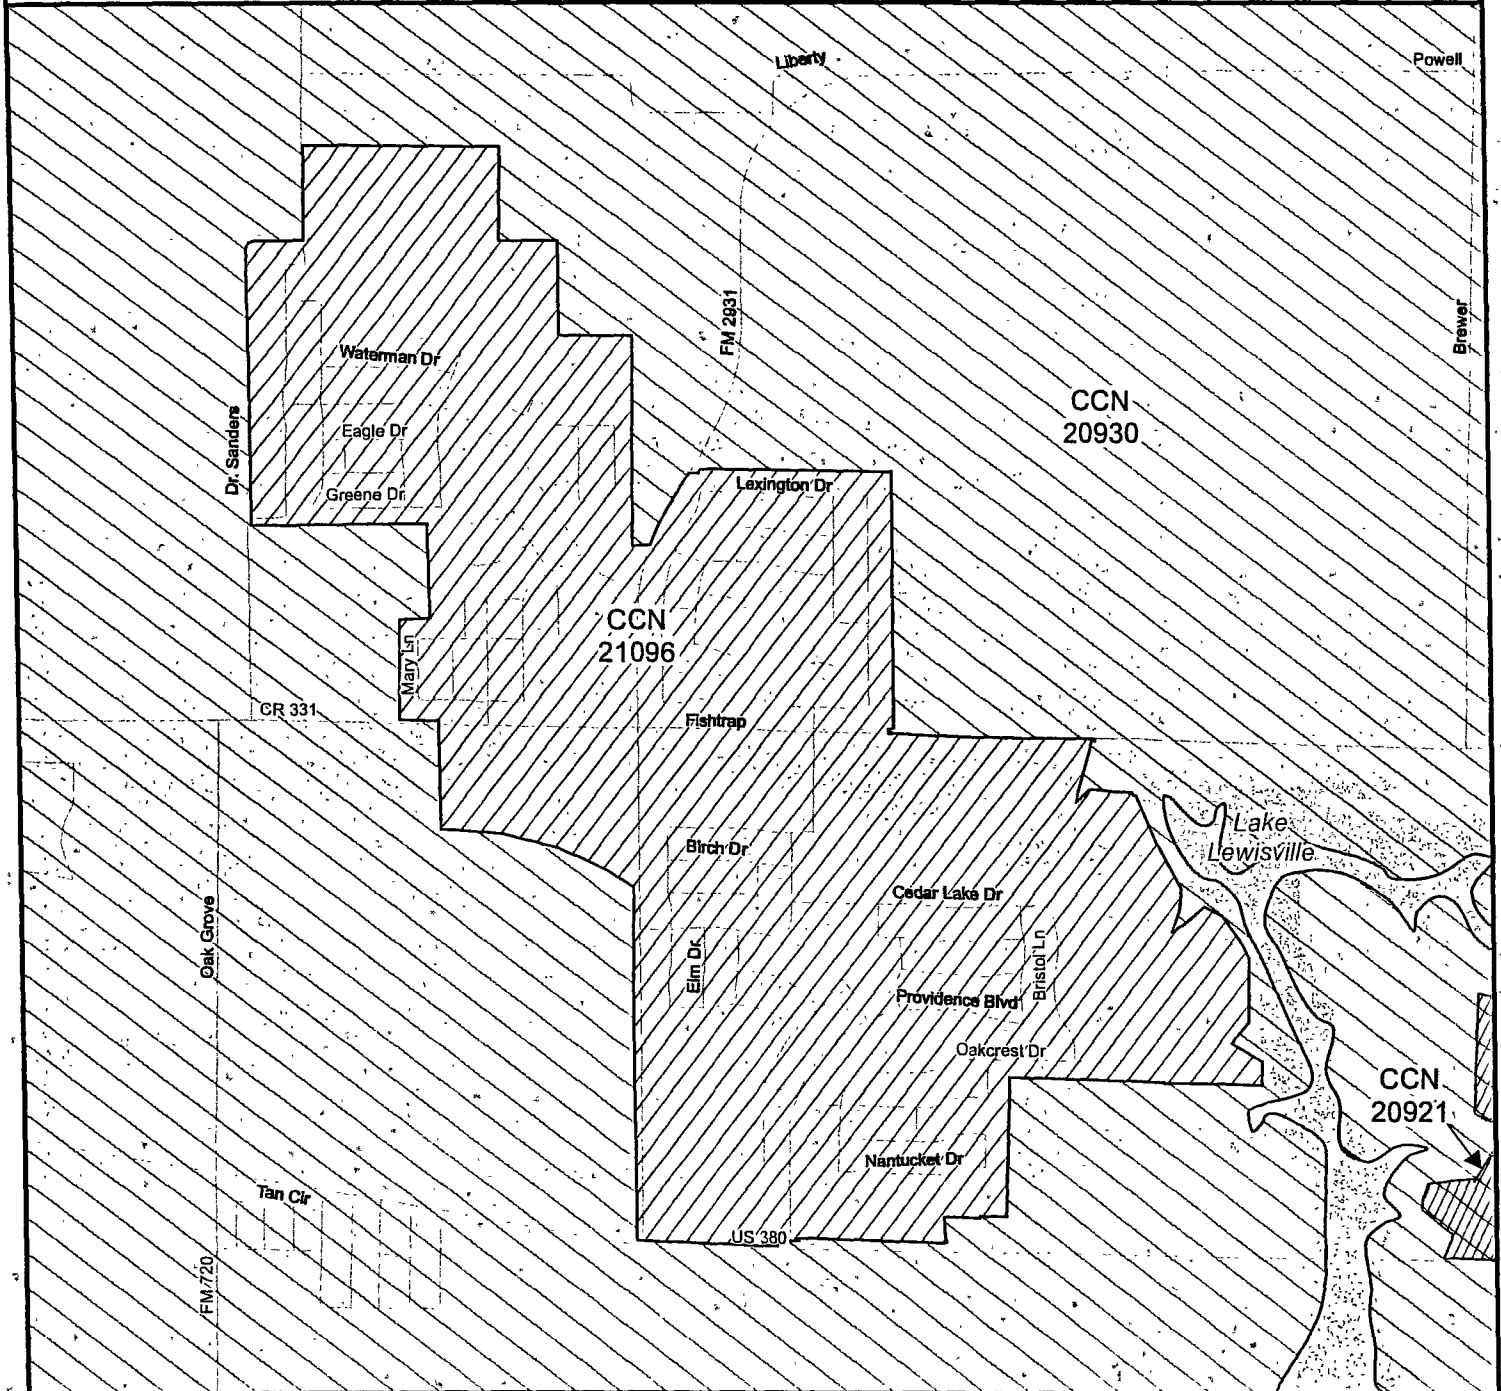 Liberty
Powell
Brewer
FM 2931
Waterman Dr
CCN
20930
Eagle Dr
Dr. Sanders
Greene Dr
Lexington Dr
CCN
21096
Mary Ln
CR 331
Fishtrap
Lake
Lewisville
Birch Dr
Cedar Lake Dr
Oak Grove
Elm Dr
Bristol Ln
Providence Blvd
Oakcrest Dr
CCN
20921
Nantucket Dr
Tan Cir
US 380
FM 720